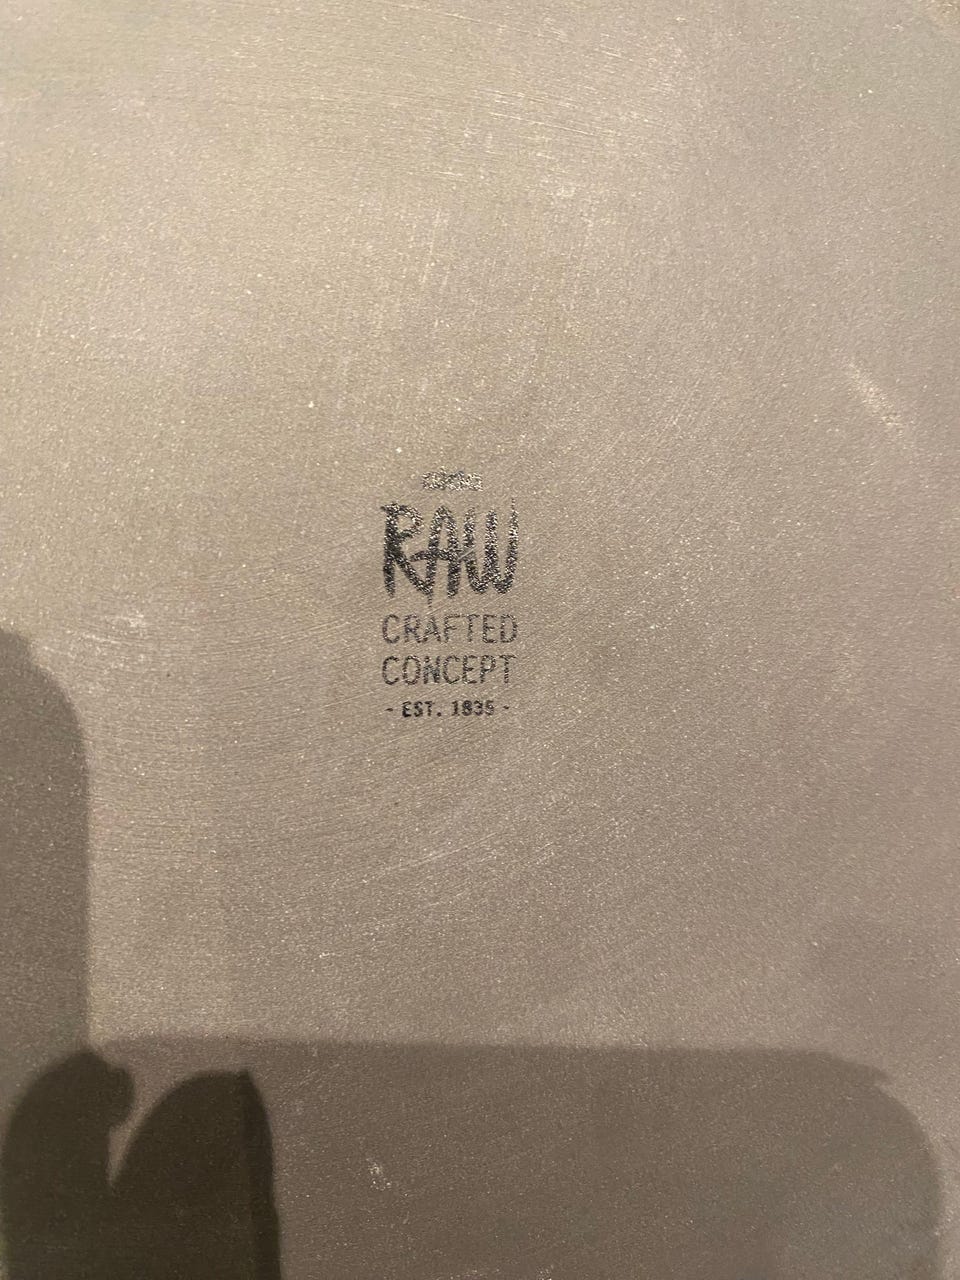 RAW
CRAFTED
CONCEPT
- EST. 1835 -